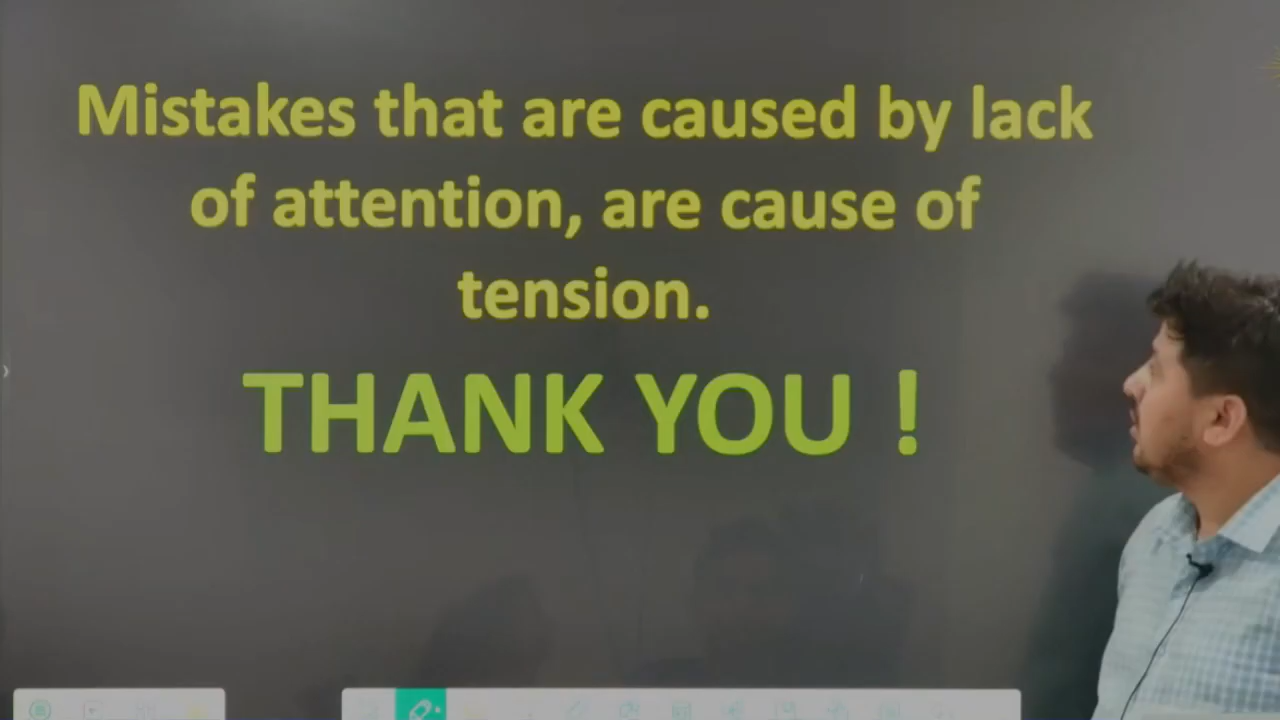 Mistakes that are caused by lack
of attention, are cause of
tension.
THANK YOU !